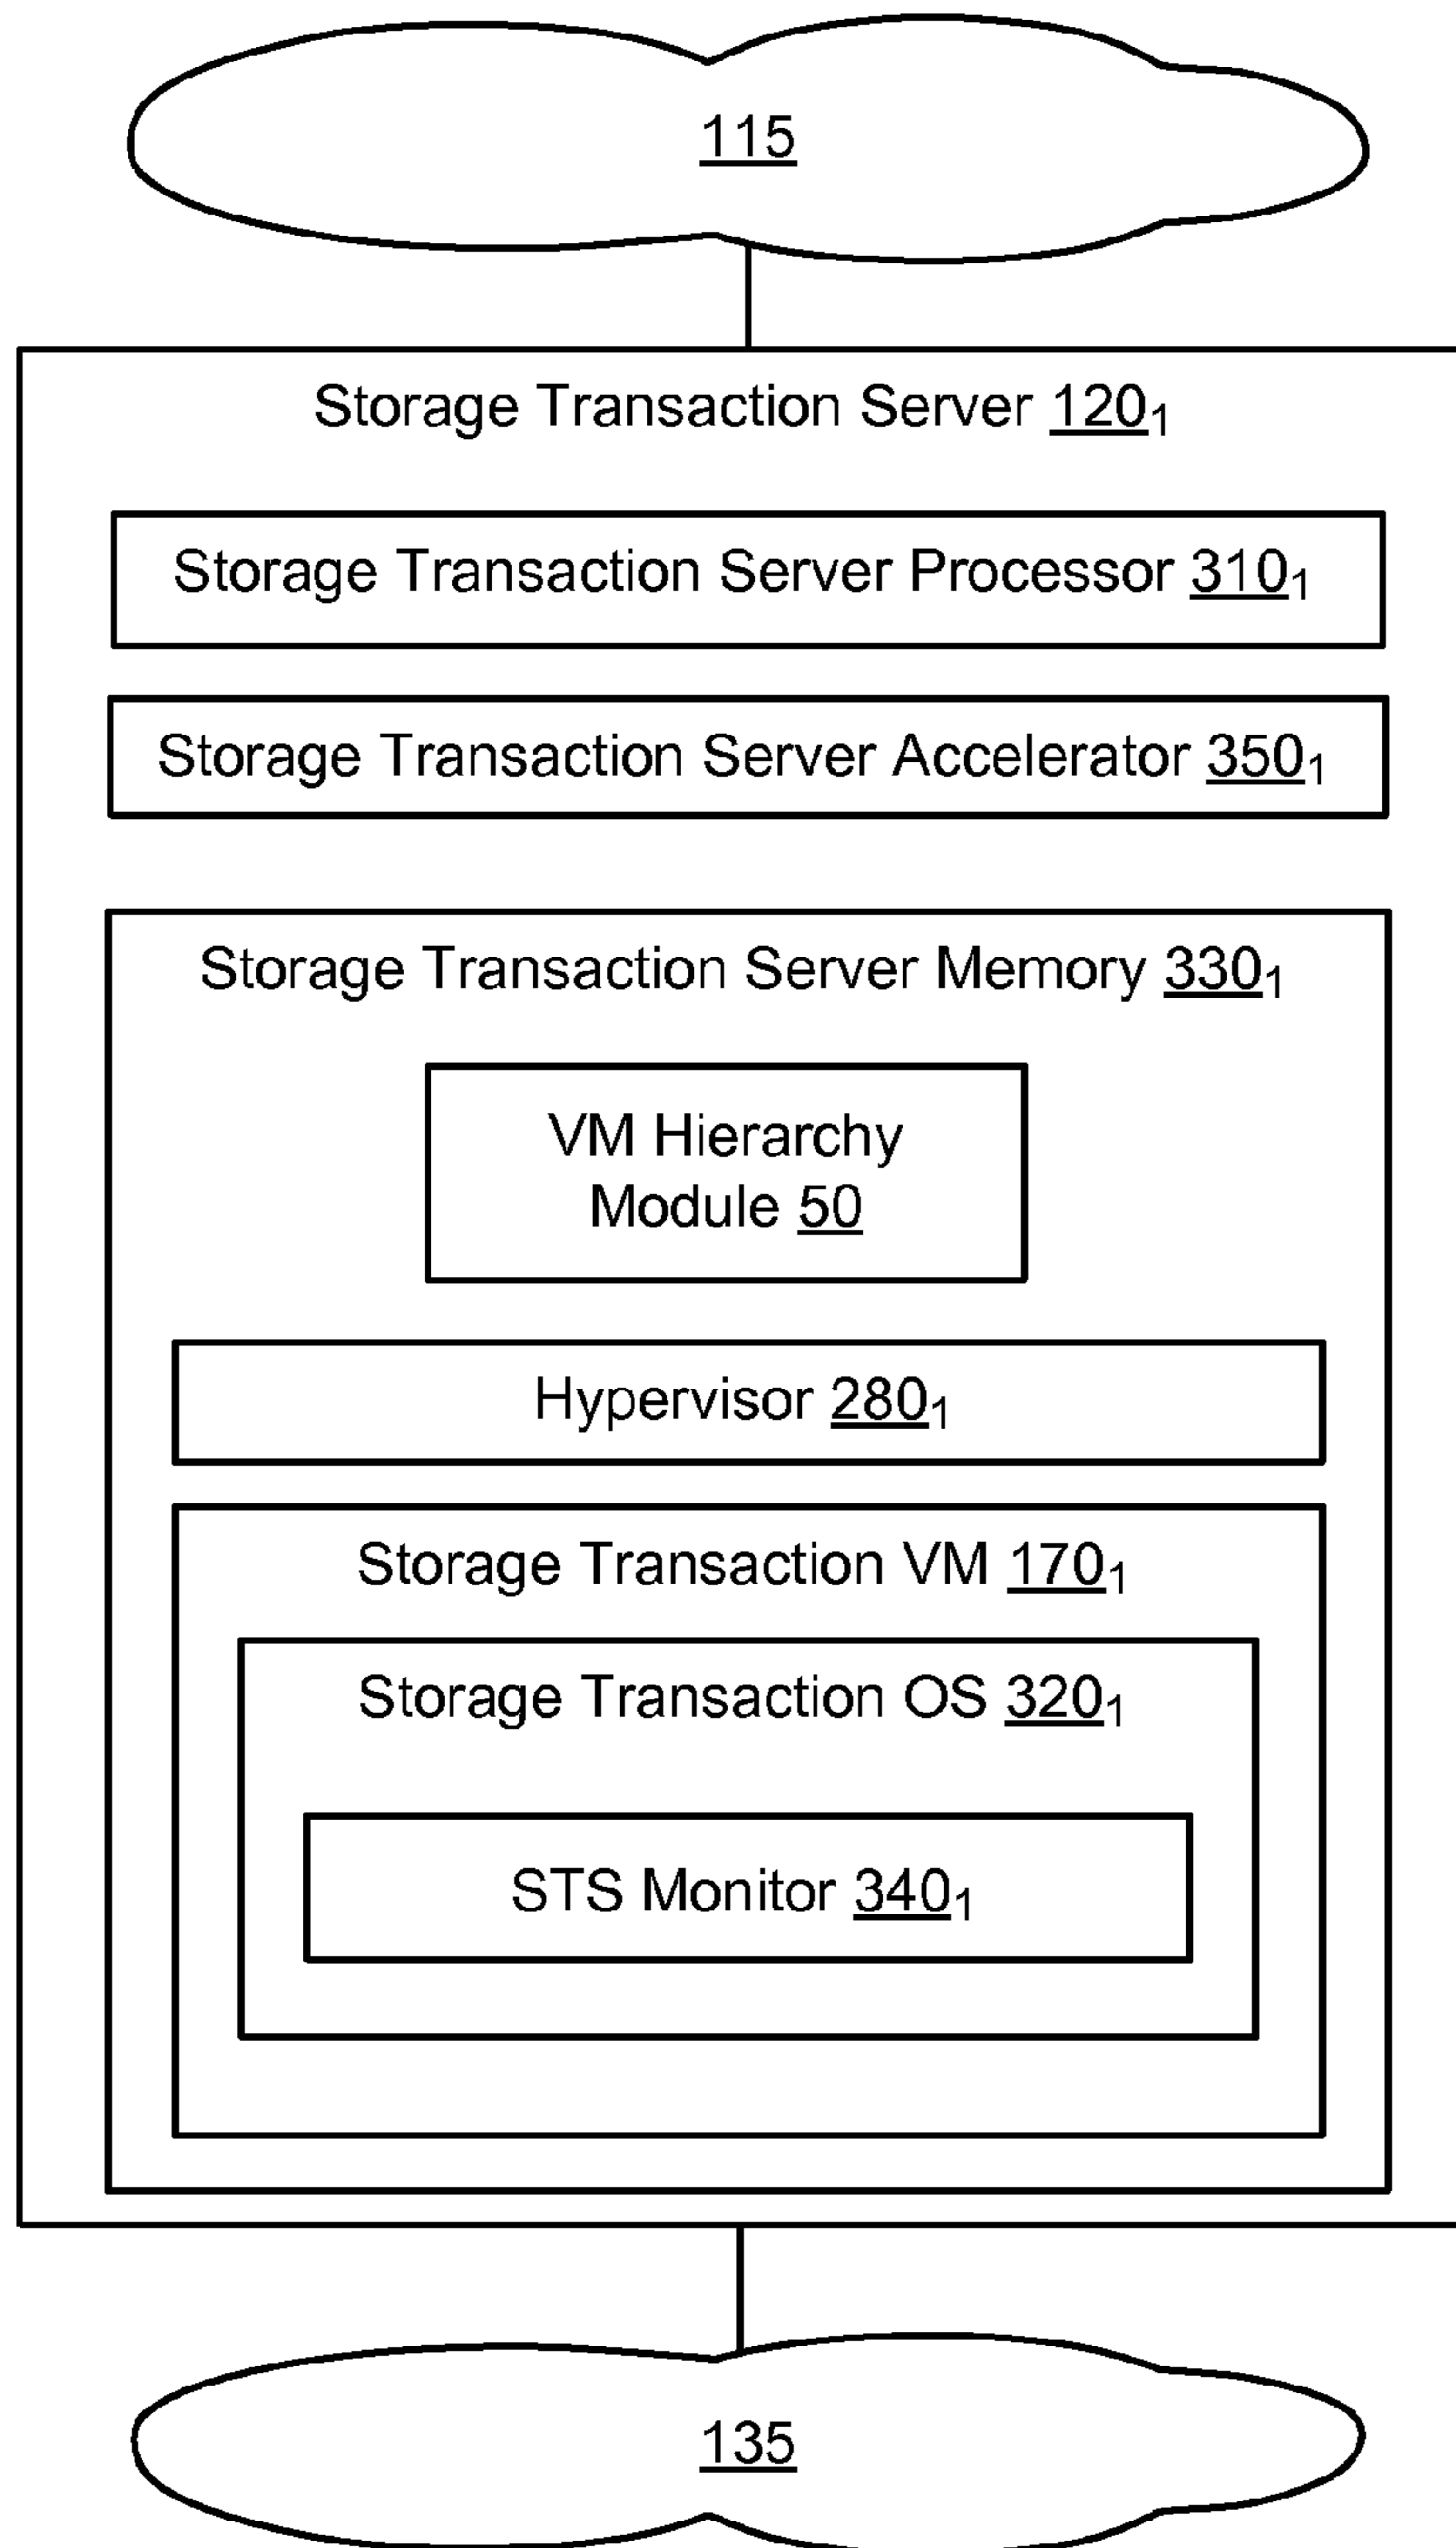 115
Storage Transaction Server 120₁
Storage Transaction Server Processor 310₁
Storage Transaction Server Accelerator 350₁
Storage Transaction Server Memory 330₁
VM Hierarchy
Module 50
Hypervisor 280₁
Storage Transaction VM 170₁
Storage Transaction OS 320₁
STS Monitor 340₁
135